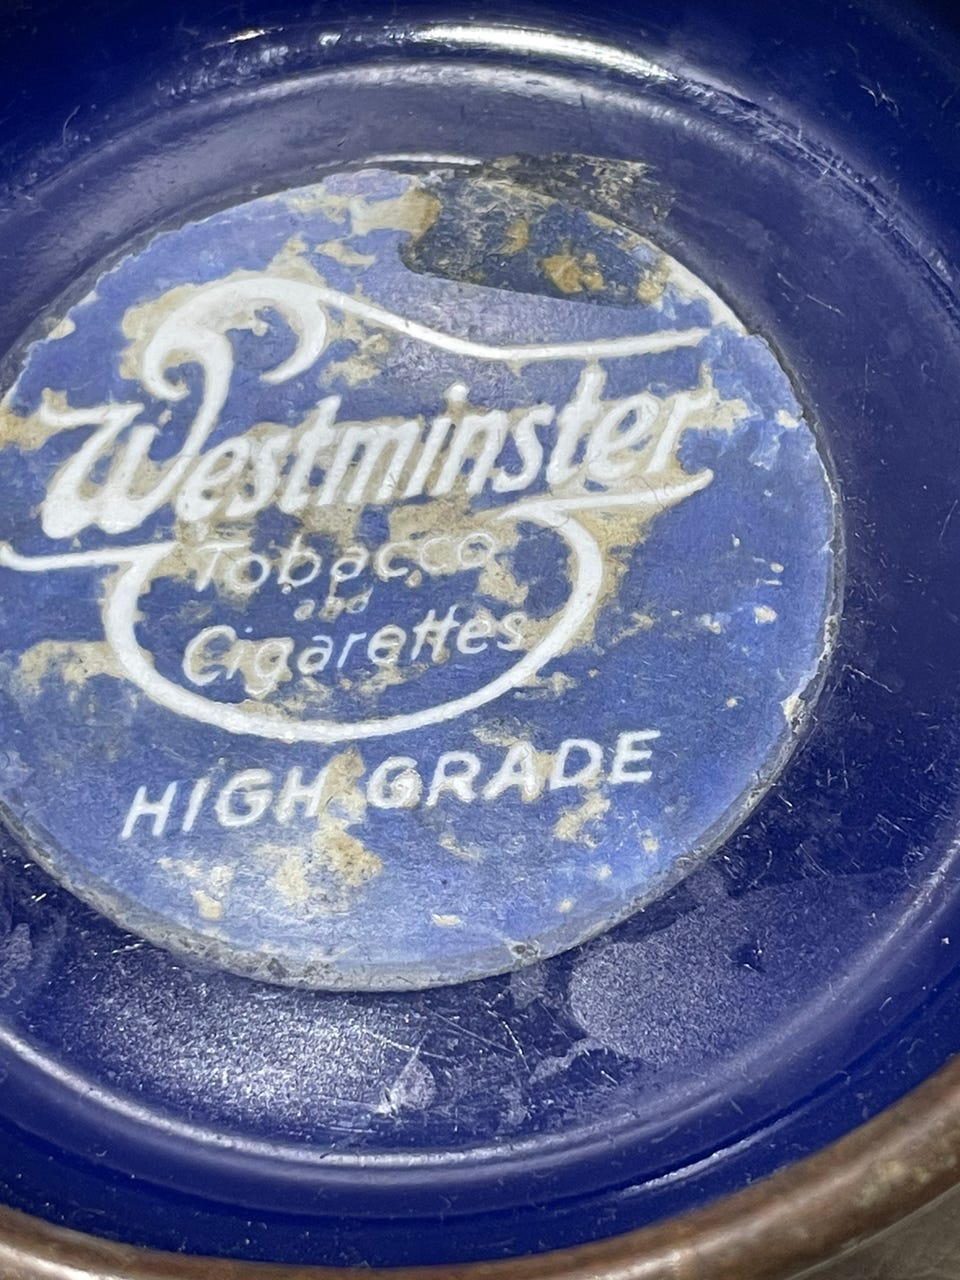 Westminster
Tobacco
and
Cigarettes
HIGH GRADE